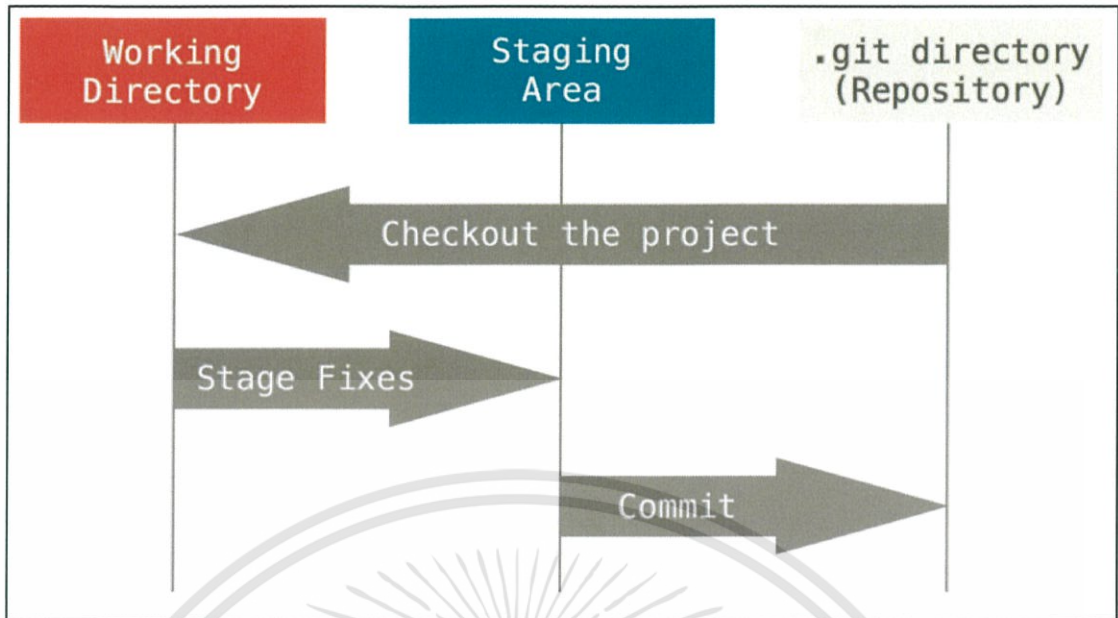 Working
Directory
Staging
Area
.git directory
(Repository)
Checkout the project
Stage Fixes
Commit